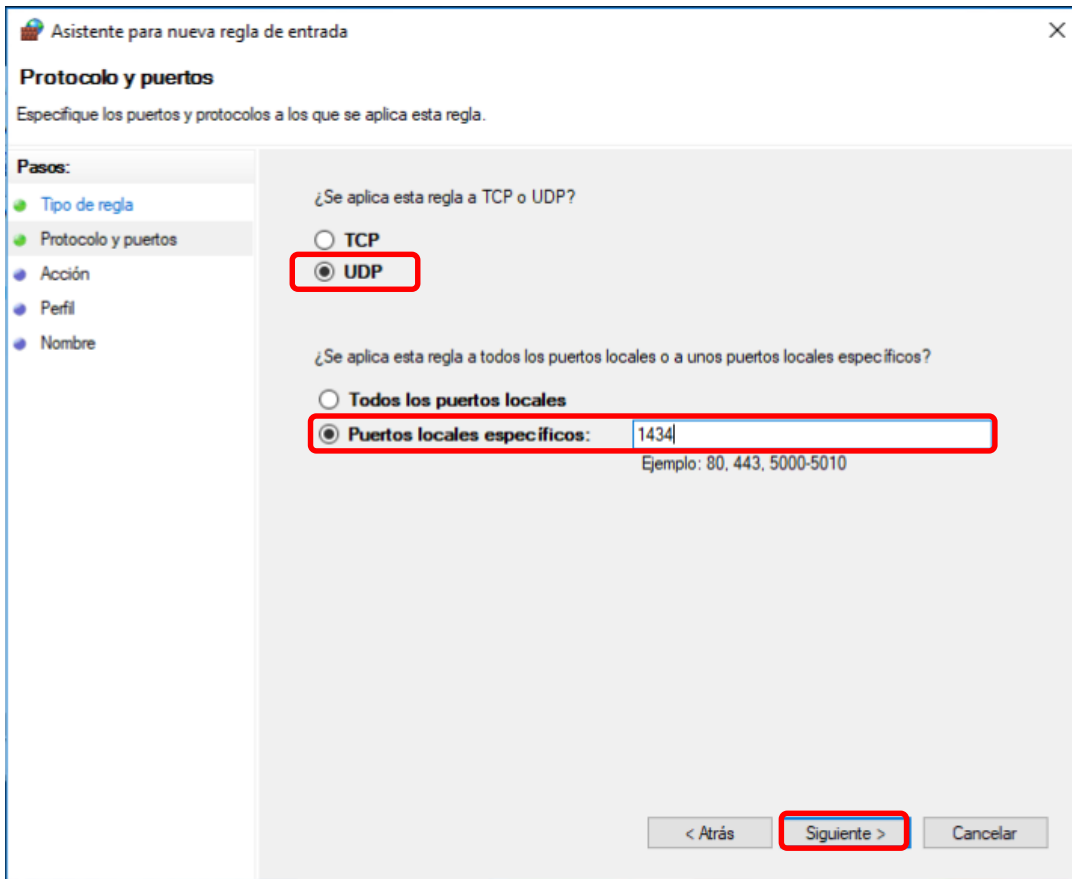 Asistente para nueva regla de entrada
Protocolo y puertos
Especifique los puertos y protocolos a los que se aplica esta regla.
Pasos:
Tipo de regla
Protocolo y puertos
Acción
Perfil
Nombre
¿Se aplica esta regla a TCP o UDP?
TCP
UDP
¿Se aplica esta regla a todos los puertos locales o a unos puertos locales específicos?
Todos los puertos locales
Puertos locales específicos: 1434
Ejemplo: 80, 443, 5000-5010
< Atrás Siguiente > Cancelar